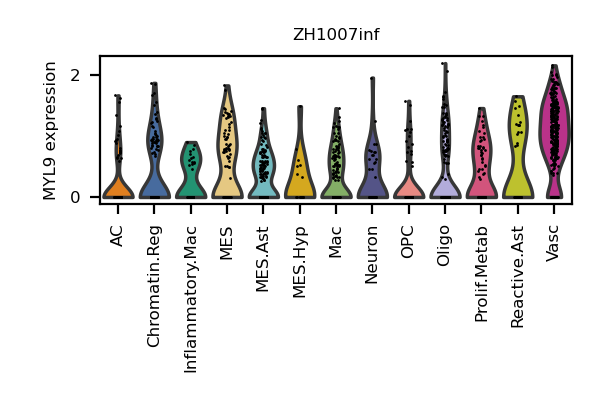 ZH1007inf
MYL9 expression
2
0
AC
Chromatin.Reg
Inflammatory.Mac
MES
MES.Ast
MES.Hyp
Mac
Neuron
OPC
Oligo
Prolif.Metab
Reactive.Ast
Vasc